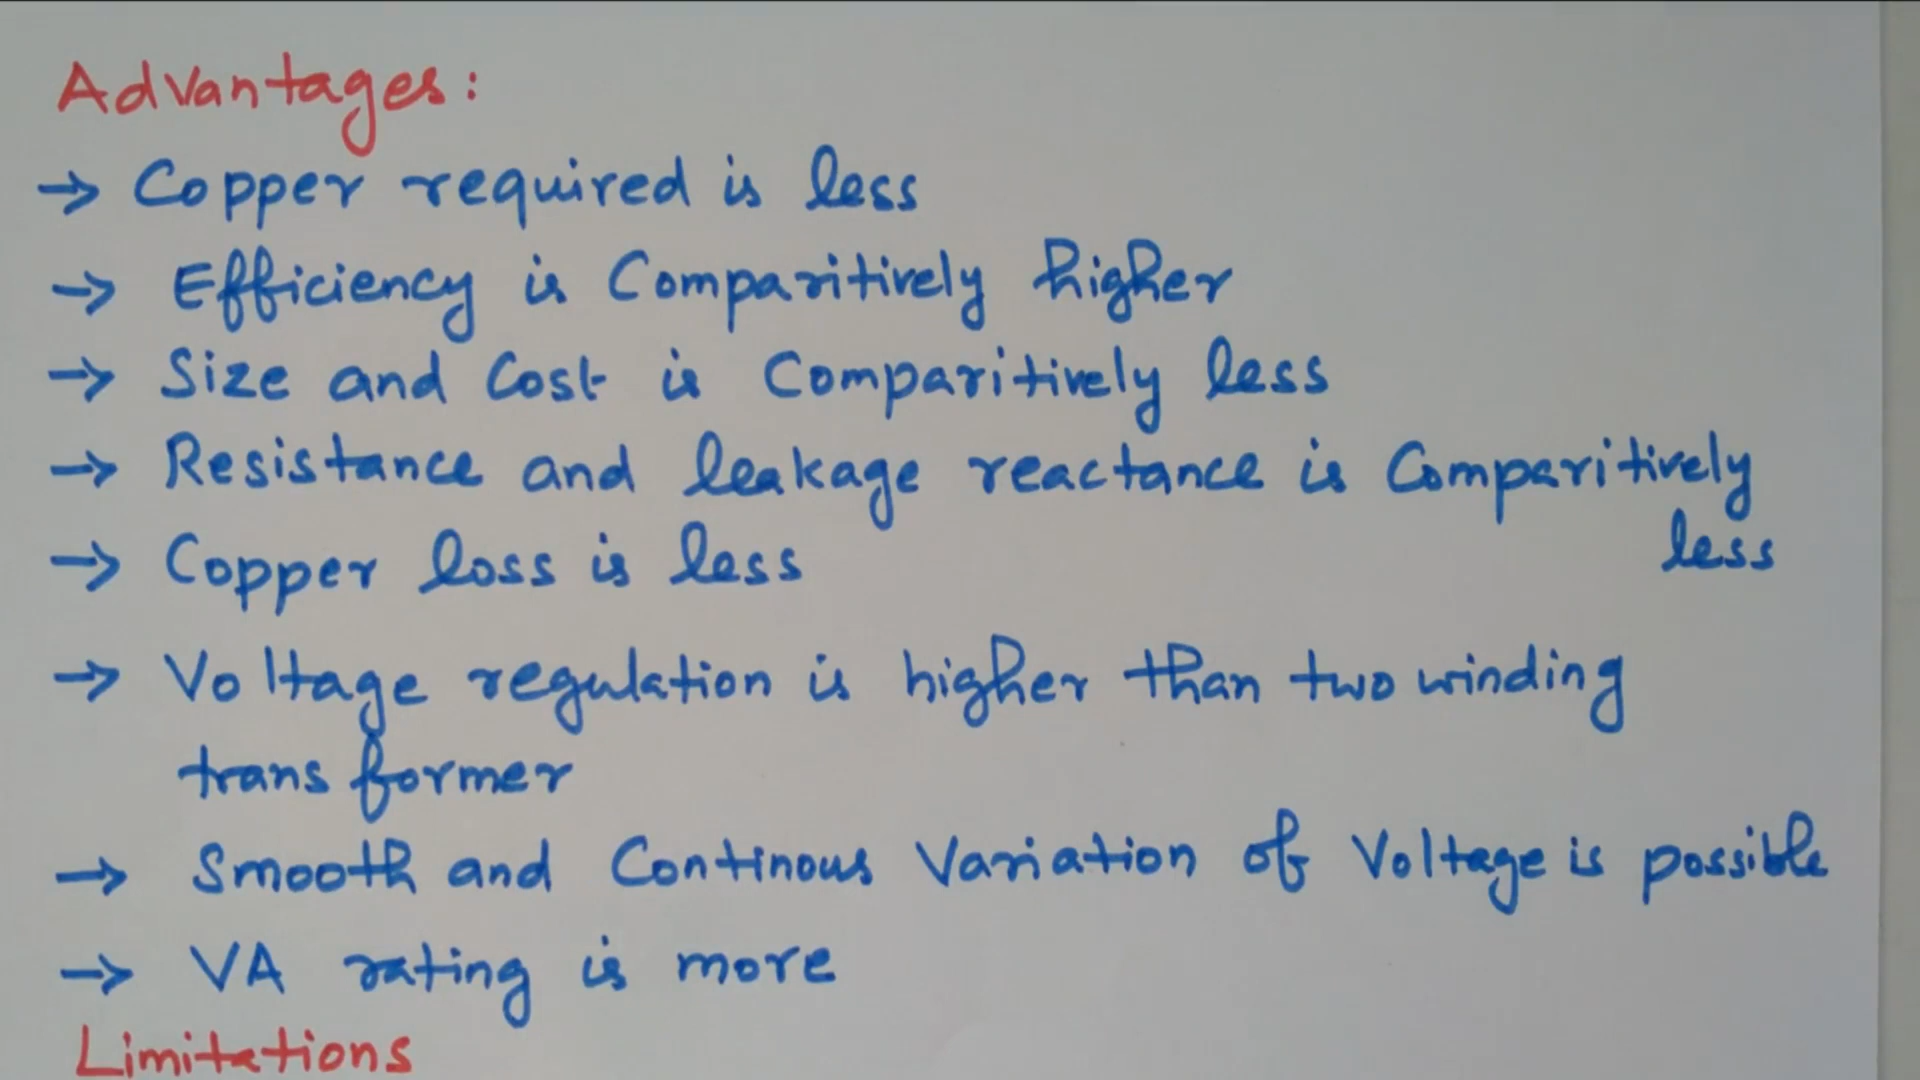 Advantages:
→ Copper required is less
→ Efficiency is Comparitively higher
→ Size and Cost is Comparitively less
→ Resistance and leakage reactance is Comparitively
less
→ Copper loss is less
→ Voltage regulation is higher than two winding
transformer
→ Smooth and Continous Variation of Voltage is possible
→ VA rating is more
Limitations